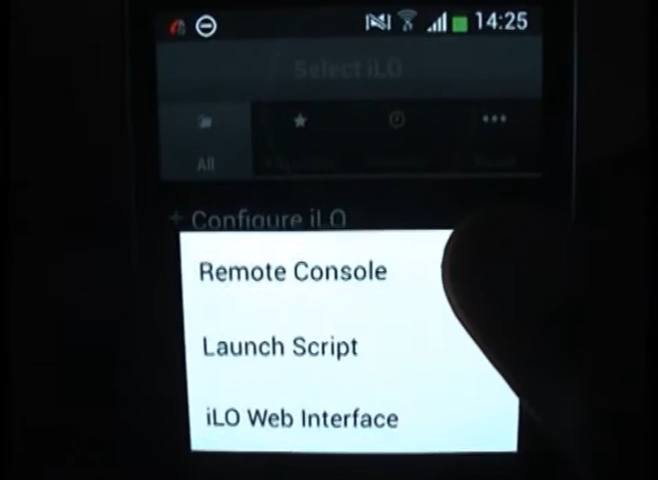 14:25
Select iLO
All
+ Configure iLO
Remote Console
Launch Script
iLO Web Interface